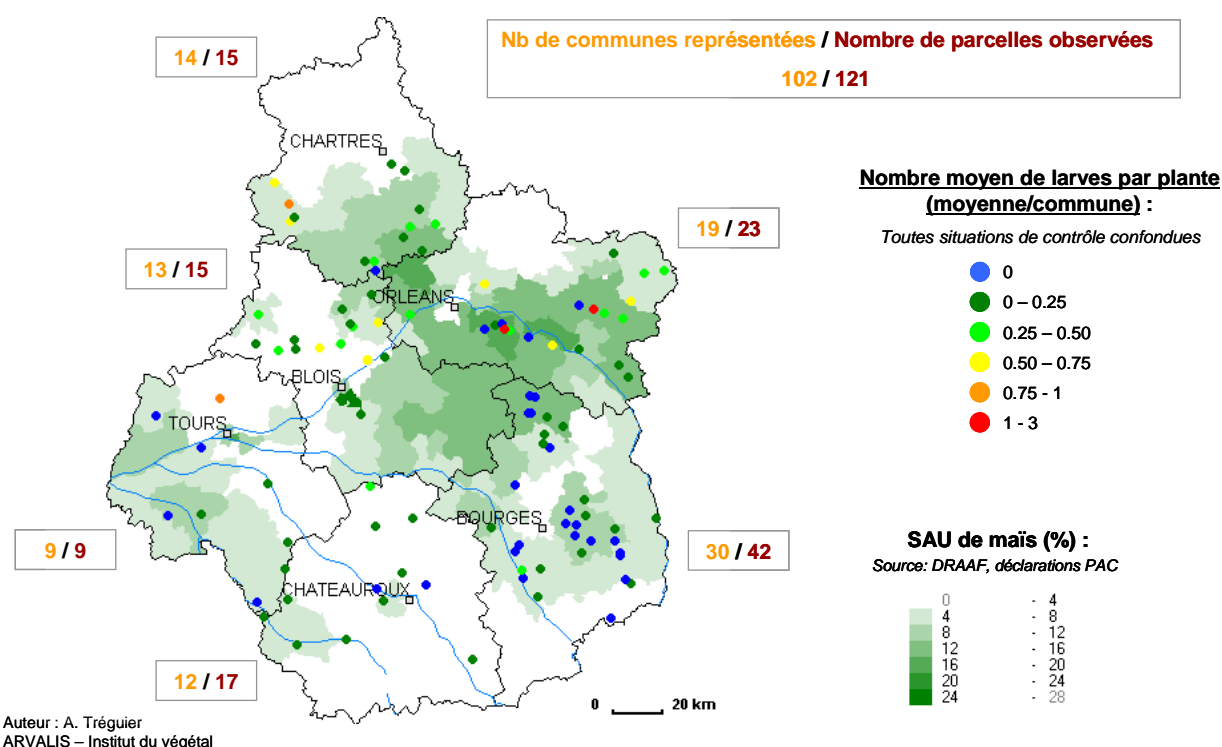 Nb de communes représentées / Nombre de parcelles observées
102 / 121
14 / 15
CHARTRES
Nombre moyen de larves par plante
(moyenne/commune) :
Toutes situations de contrôle confondues
0
0 – 0.25
0.25 – 0.50
0.50 – 0.75
0.75 - 1
1 - 3
19 / 23
13 / 15
ORLEANS
BLOIS
TOURS
BOURGES
9 / 9
30 / 42
CHATEAUROUX
SAU de maïs (%) :
Source: DRAAF, déclarations PAC
0 - 4
4 - 8
8 - 12
12 - 16
16 - 20
20 - 24
24 - 28
12 / 17
0 20 km
Auteur : A. Tréguier
ARVALIS – Institut du végétal